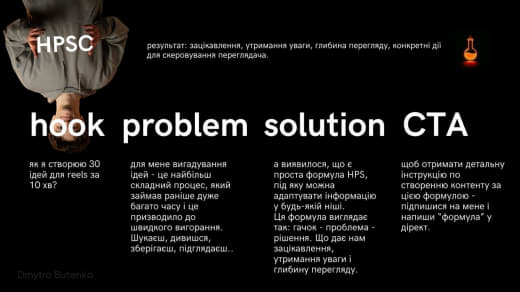 HPSC
результат: зацікавлення, утримання уваги, глибина перегляду, конкретні дії
для скеровування переглядача.
hook problem solution CTA
як я створюю 30
ідей для reels за
10 хв?
для мене вигадування
ідей - це найбільш
складний процес, який
займав раніше дуже
багато часу і це
призводило до
швидкого вигорання.
Шукаєш, дивишся,
зберігаєш, підглядаєш..
а виявилося, що є
проста формула HPS,
під яку можна
адаптувати інформацію
у будь-якій ніші.
Ця формула виглядає
так: гачок - проблема -
рішення. Що дає нам
зацікавлення,
утримання уваги і
глибину перегляду.
щоб отримати детальну
інструкцію по
створенню контенту за
цією формулою -
підпишися на мене і
напиши “формула” у
дірект.
Dmytro Butenko